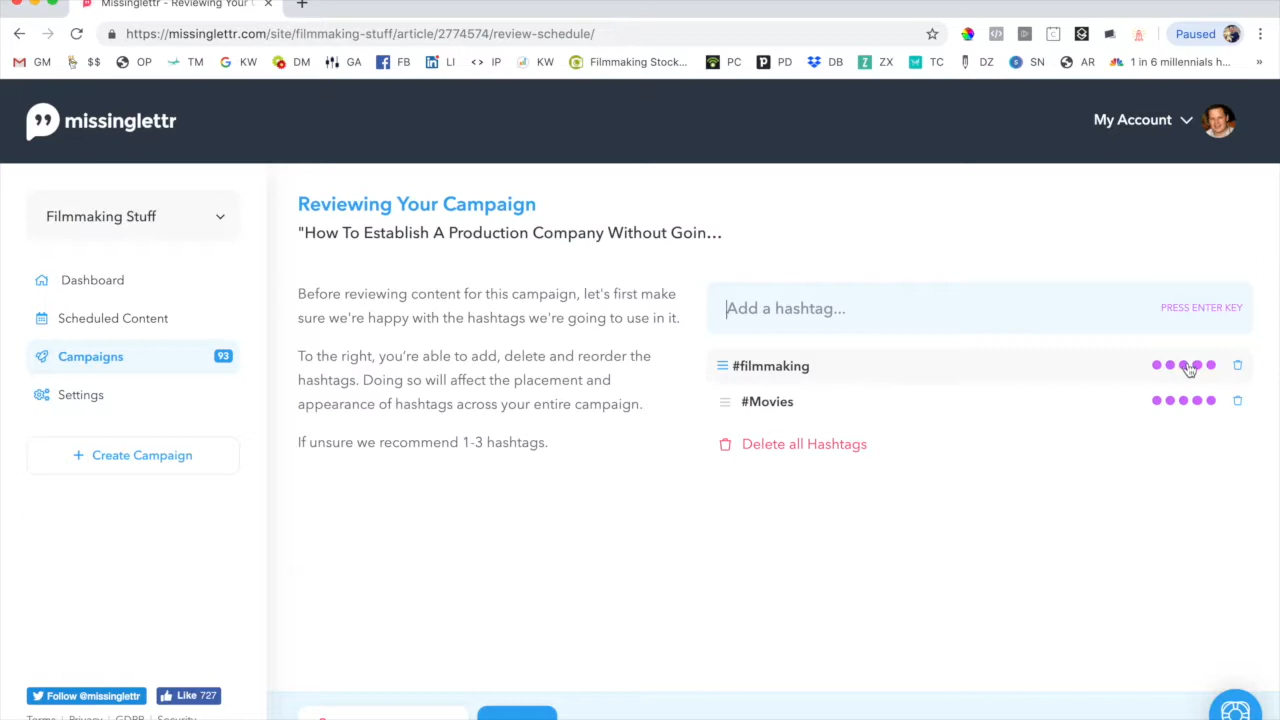 Missinglettr - Reviewing Your
https://missinglettr.com/site/filmmaking-stuff/article/2774574/review-schedule/
Paused
GM $$ OP TM KW DM GA FB LI IP KW Filmmaking Stock... PC PD DB ZX TC DZ SN AR 1 in 6 millennials h... »
missinglettr
My Account
Filmmaking Stuff
Dashboard
Scheduled Content
Campaigns 93
Settings
+ Create Campaign
Follow @missinglettr
Like 727
Terms | Privacy | GDPR | Security
Reviewing Your Campaign
"How To Establish A Production Company Without Goin...
Before reviewing content for this campaign, let's first make
sure we're happy with the hashtags we're going to use in it.
To the right, you're able to add, delete and reorder the
hashtags. Doing so will affect the placement and
appearance of hashtags across your entire campaign.
If unsure we recommend 1-3 hashtags.
Add a hashtag...
PRESS ENTER KEY
#filmmaking
#Movies
Delete all Hashtags